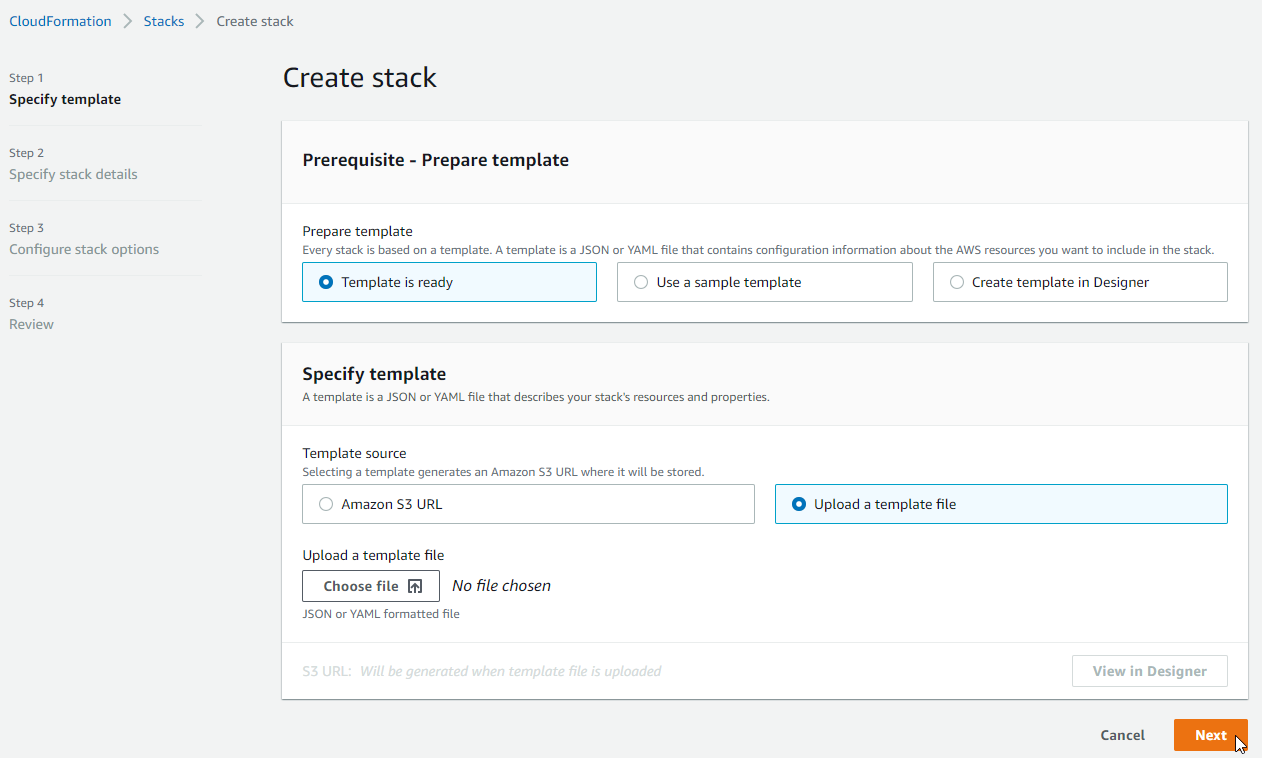 CloudFormation > Stacks > Create stack
Step 1
Specify template
Step 2
Specify stack details
Step 3
Configure stack options
Step 4
Review
Create stack
Prerequisite - Prepare template
Prepare template
Every stack is based on a template. A template is a JSON or YAML file that contains configuration information about the AWS resources you want to include in the stack.
Template is ready
Use a sample template
Create template in Designer
Specify template
A template is a JSON or YAML file that describes your stack's resources and properties.
Template source
Selecting a template generates an Amazon S3 URL where it will be stored.
Amazon S3 URL
Upload a template file
Upload a template file
Choose file No file chosen
JSON or YAML formatted file
S3 URL: Will be generated when template file is uploaded
View in Designer
Cancel
Next